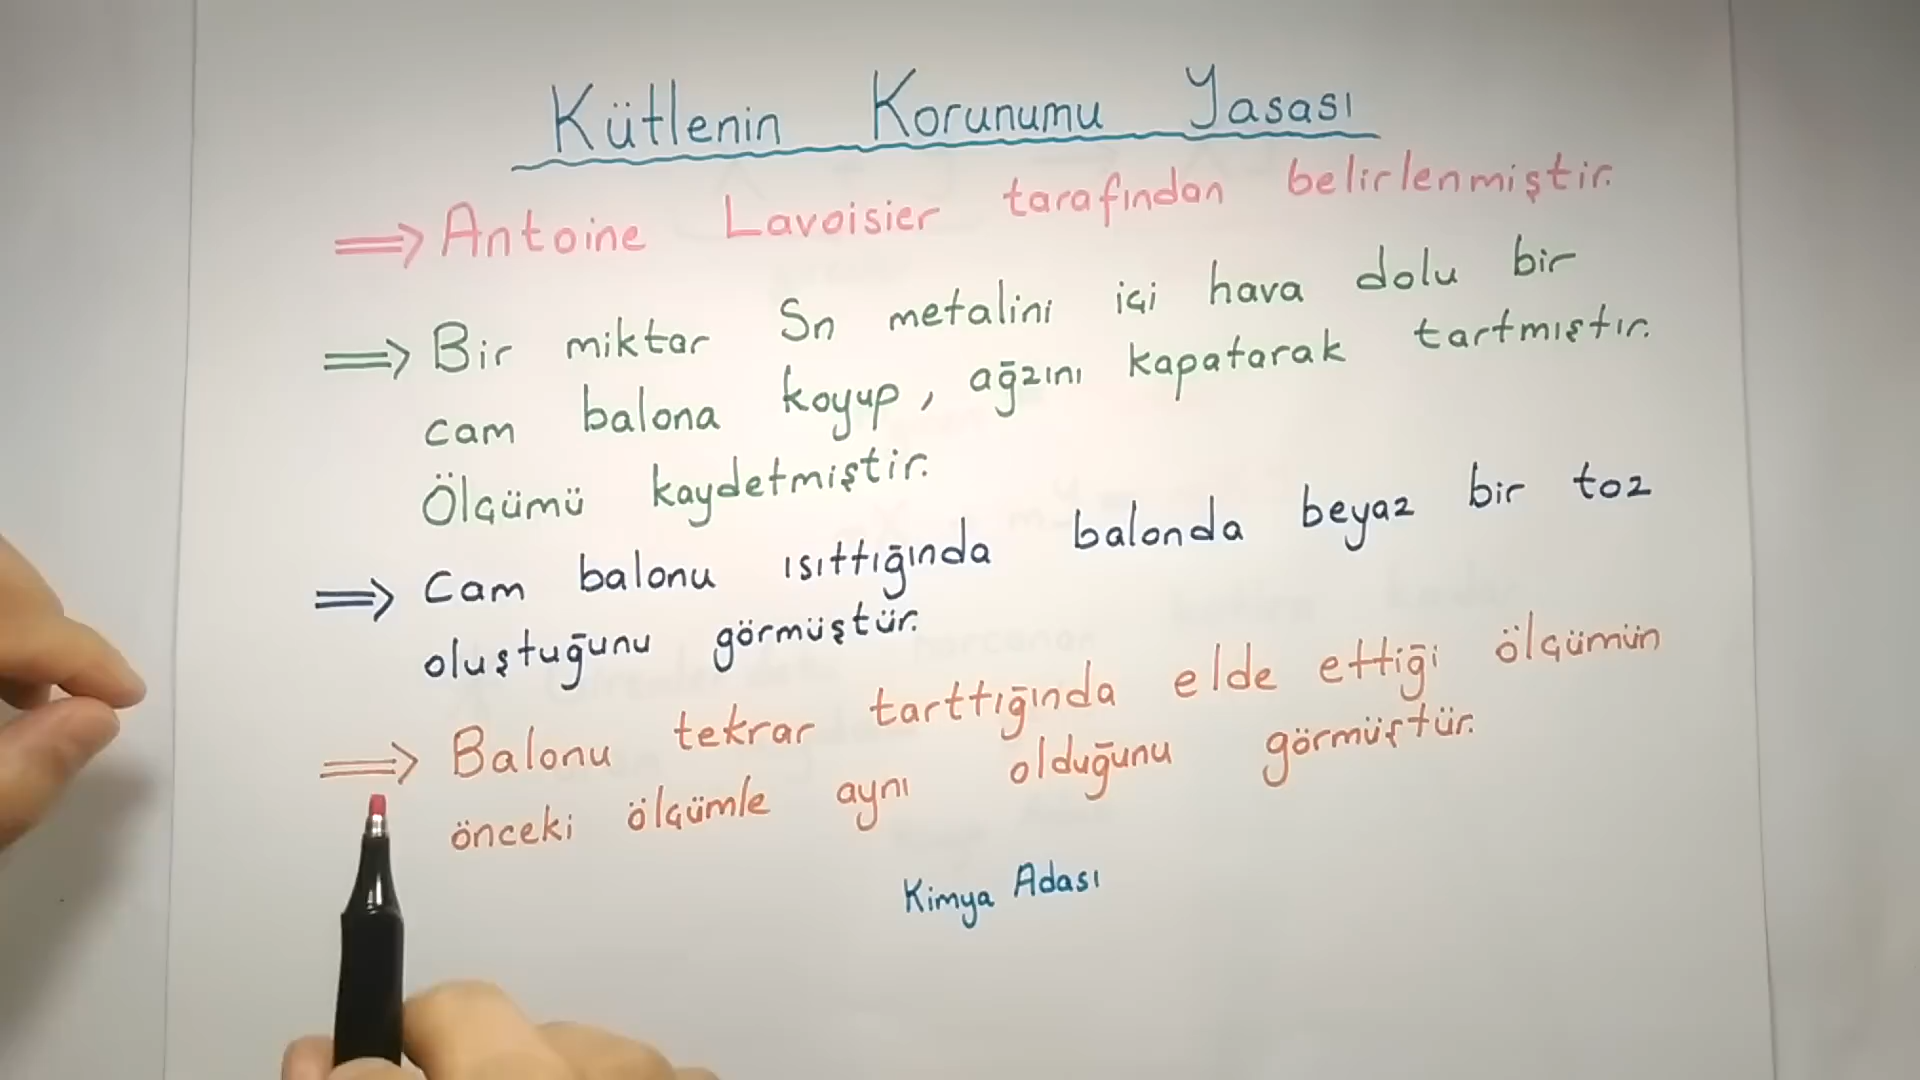 Kütlenin Korunumu Yasası
⇒ Antoine Lavoisier tarafından belirlenmiştir.
⇒ Bir miktar Sn metalini içi hava dolu bir
cam balona koyup, ağzını kapatarak tartmıştır.
Ölçümü kaydetmiştir.
⇒ Cam balonu ısıttığında balonda beyaz bir toz
oluştuğunu görmüştür.
⇒ Balonu tekrar tarttığında elde ettiği ölçümün
önceki ölçümle aynı olduğunu görmüştür.
Kimya Adası